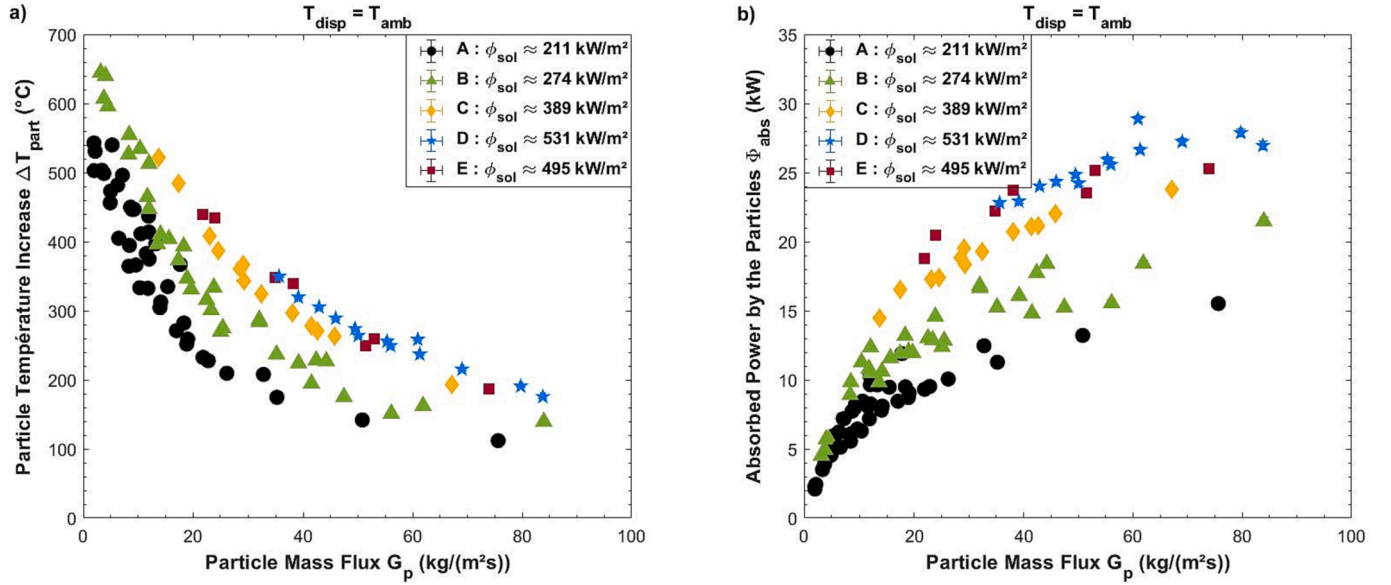 a)
T_disp = T_amb
Particle Température Increase ΔT_part (°C)
700
600
500
400
300
200
100
0
0 20 40 60 80 100
Particle Mass Flux G_p (kg/(m²s))
A : ϕ_sol ≈ 211 kW/m²
B : ϕ_sol ≈ 274 kW/m²
C : ϕ_sol ≈ 389 kW/m²
D : ϕ_sol ≈ 531 kW/m²
E : ϕ_sol ≈ 495 kW/m²
b)
T_disp = T_amb
Absorbed Power by the Particles Φ_abs (kW)
35
30
25
20
15
10
5
0
0 20 40 60 80 100
Particle Mass Flux G_p (kg/(m²s))
A : ϕ_sol ≈ 211 kW/m²
B : ϕ_sol ≈ 274 kW/m²
C : ϕ_sol ≈ 389 kW/m²
D : ϕ_sol ≈ 531 kW/m²
E : ϕ_sol ≈ 495 kW/m²